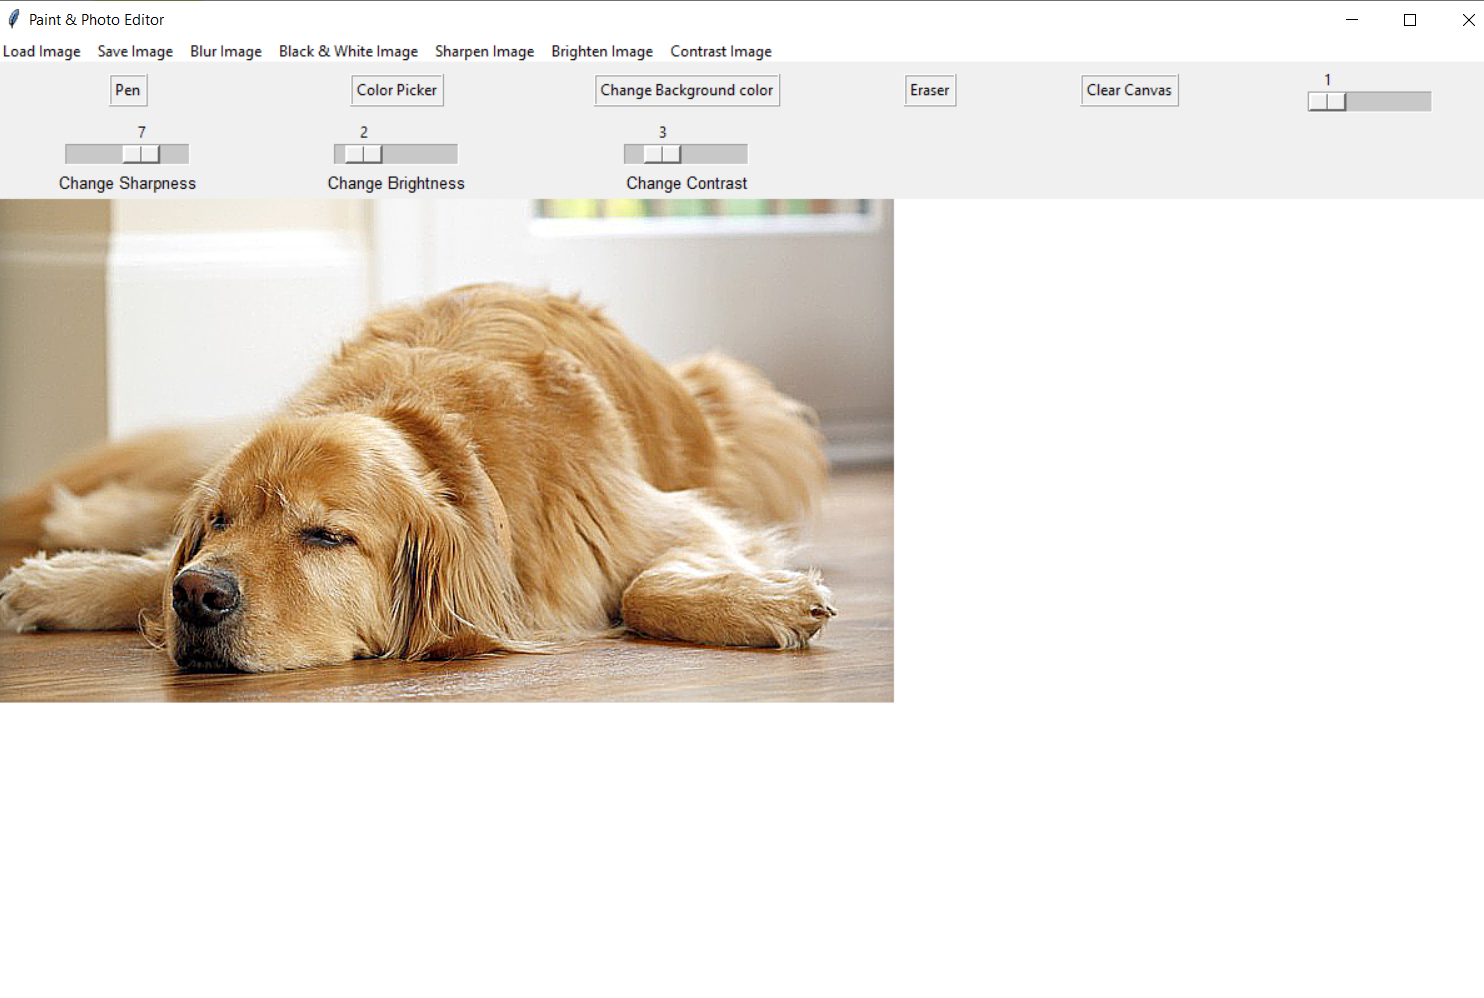 Paint & Photo Editor
Load Image Save Image Blur Image Black & White Image Sharpen Image Brighten Image Contrast Image
Pen Color Picker Change Background color Eraser Clear Canvas 1
7 2 3
Change Sharpness Change Brightness Change Contrast